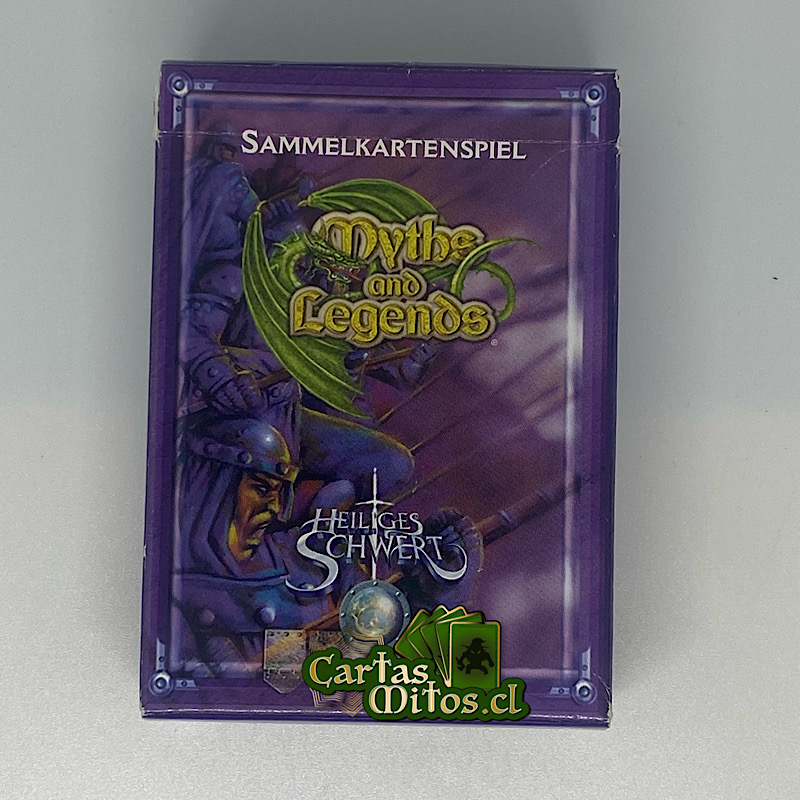 SAMMELKARTENSPIEL
Myths
and
Legends
®
HEILIGES
SCHWERT
Cartas
Mitos.cl